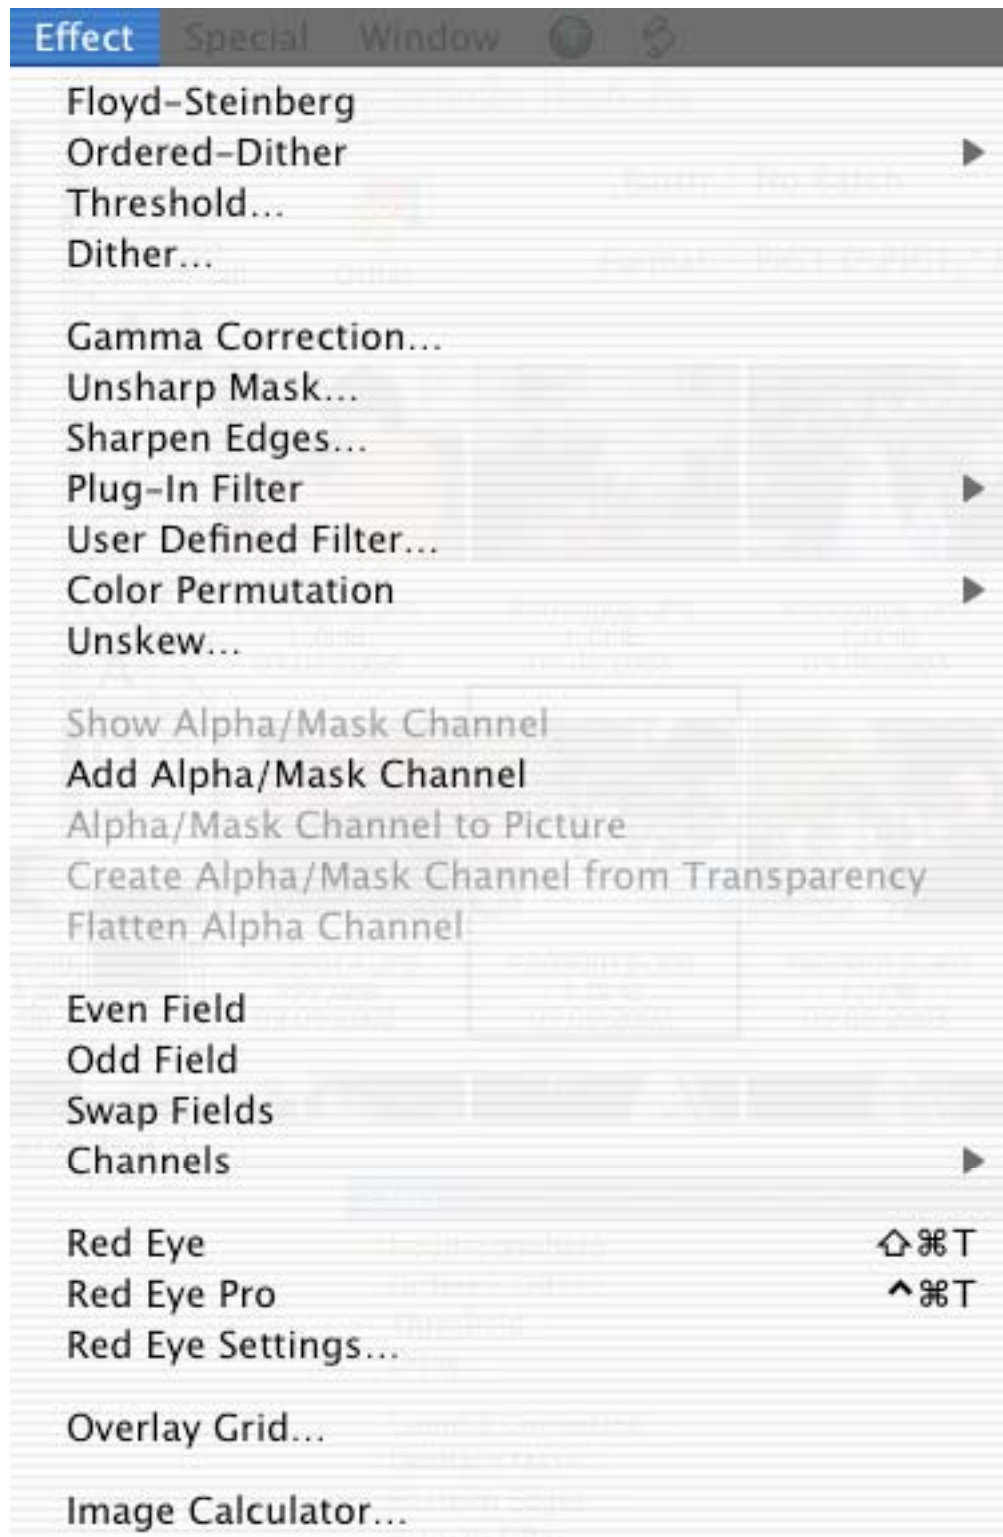 Effect Special Window
Floyd-Steinberg
Ordered-Dither
Threshold...
Dither...
Gamma Correction...
Unsharp Mask...
Sharpen Edges...
Plug-In Filter
User Defined Filter...
Color Permutation
Unskew...
Show Alpha/Mask Channel
Add Alpha/Mask Channel
Alpha/Mask Channel to Picture
Create Alpha/Mask Channel from Transparency
Flatten Alpha Channel
Even Field
Odd Field
Swap Fields
Channels
Red Eye ⇧⌘T
Red Eye Pro ^⌘T
Red Eye Settings...
Overlay Grid...
Image Calculator...